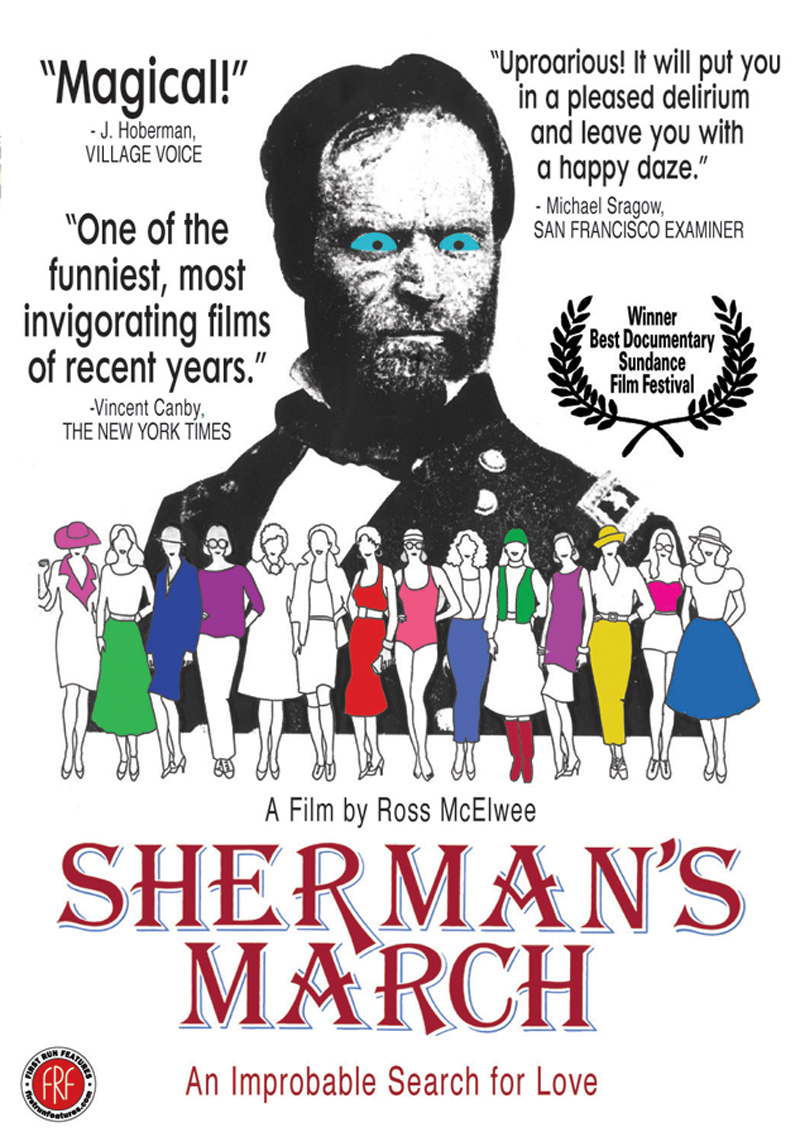 “Magical!”
- J. Hoberman,
VILLAGE VOICE
“One of the
funniest, most
invigorating films
of recent years.”
-Vincent Canby,
THE NEW YORK TIMES
“Uproarious! It will put you
in a pleased delirium
and leave you with
a happy daze.”
- Michael Sragow,
SAN FRANCISCO EXAMINER
Winner
Best Documentary
Sundance
Film Festival
A Film by Ross McElwee
SHERMAN’S
MARCH
An Improbable Search for Love
FIRST RUN FEATURES
FRF
firstrunfeatures.com